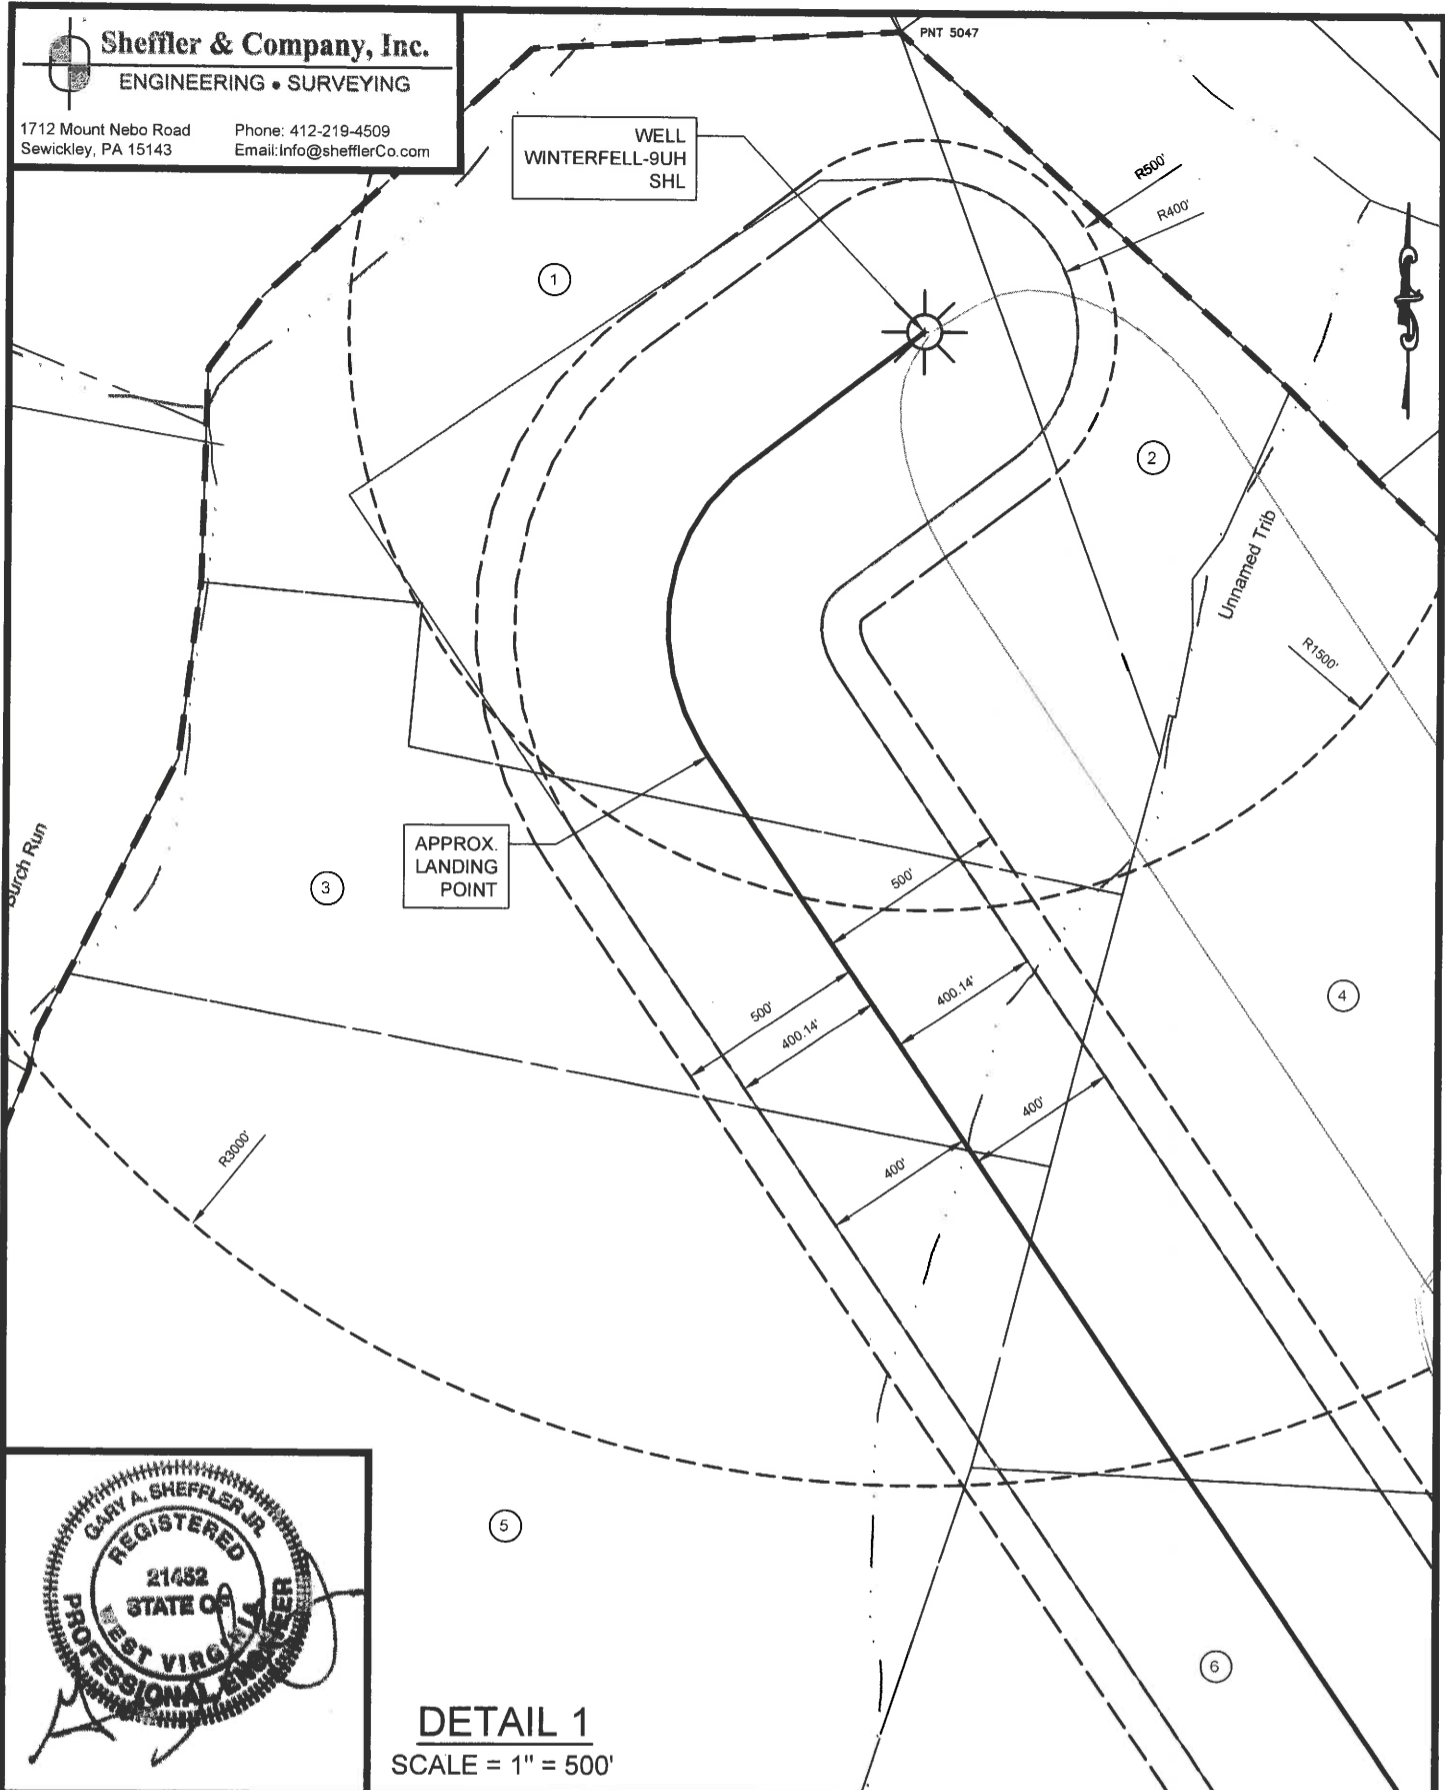 Sheffler & Company, Inc.
ENGINEERING • SURVEYING
1712 Mount Nebo Road
Sewickley, PA 15143
Phone: 412-219-4509
Email:Info@shefflerCo.com
PNT 5047
WELL
WINTERFELL-9UH
SHL
R500'
R400'
1
2
Unnamed Trib
R1500'
APPROX.
LANDING
POINT
Burch Run
3
500'
400.14'
500'
400.14'
4
400'
400'
R3000'
5
6
GARY A. SHEFFLER JR.
REGISTERED
21452
STATE OF
WEST VIRGINIA
PROFESSIONAL ENGINEER
DETAIL 1
SCALE = 1" = 500'